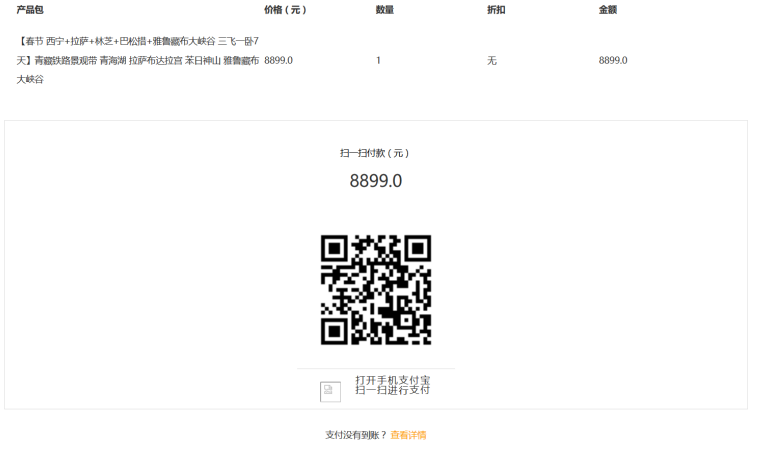 产品包 价格（元） 数量 折扣 金额
【春节 西宁+拉萨+林芝+巴松措+雅鲁藏布大峡谷 三飞一卧7
天】青藏铁路景观带 青海湖 拉萨布达拉宫 苯日神山 雅鲁藏布 8899.0 1 无 8899.0
大峡谷
扫一扫付款（元）
8899.0
打开手机支付宝
扫一扫进行支付
支付没有到账？ 查看详情